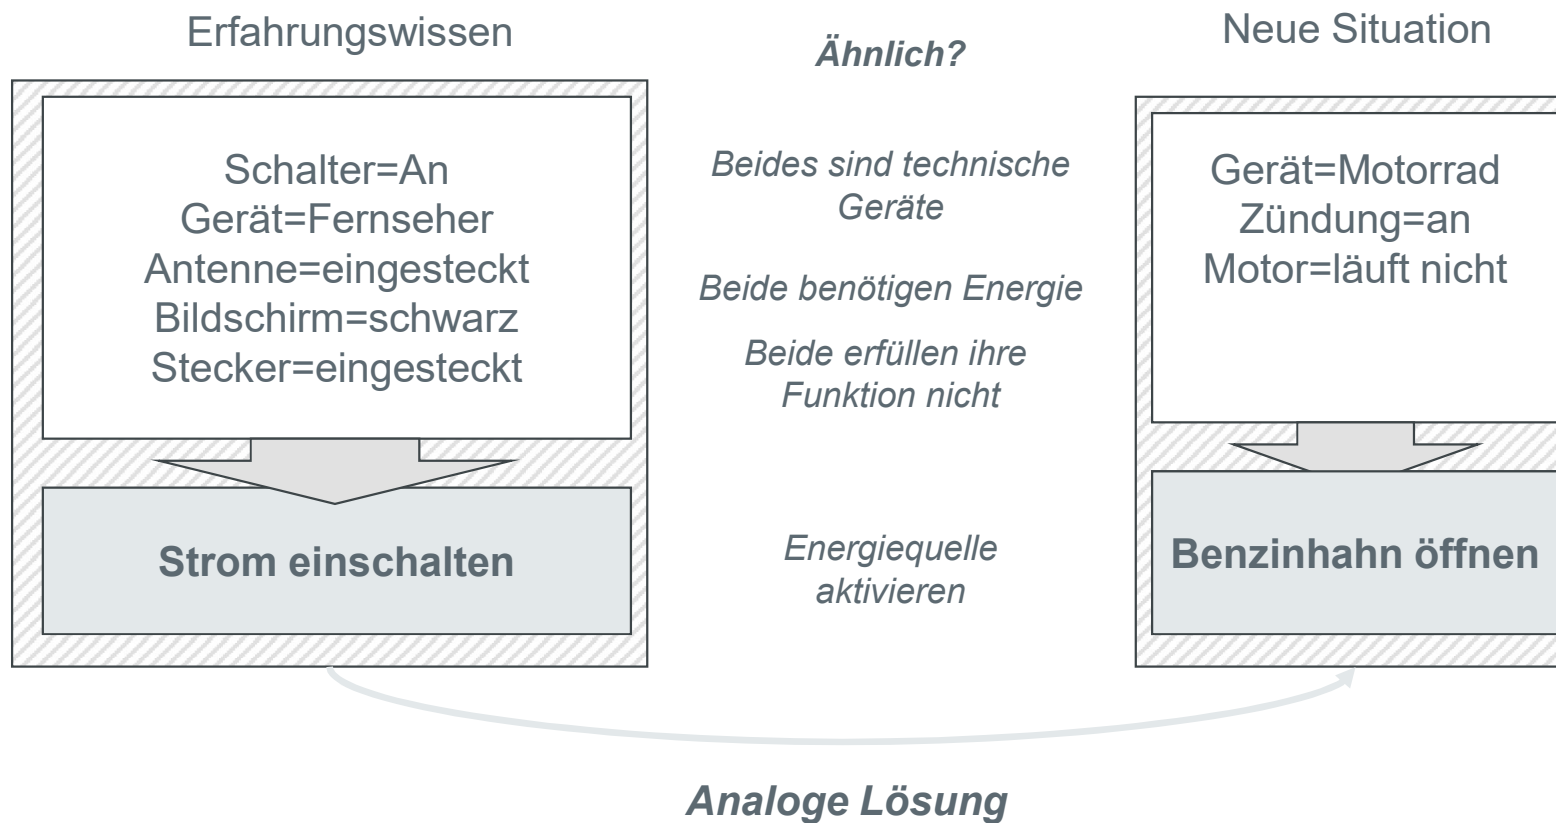 Erfahrungswissen
Schalter=An
Gerät=Fernseher
Antenne=eingesteckt
Bildschirm=schwarz
Stecker=eingesteckt
Strom einschalten
Ähnlich?
Beides sind technische
Geräte
Beide benötigen Energie
Beide erfüllen ihre
Funktion nicht
Energiequelle
aktivieren
Neue Situation
Gerät=Motorrad
Zündung=an
Motor=läuft nicht
Benzinhahn öffnen
Analoge Lösung